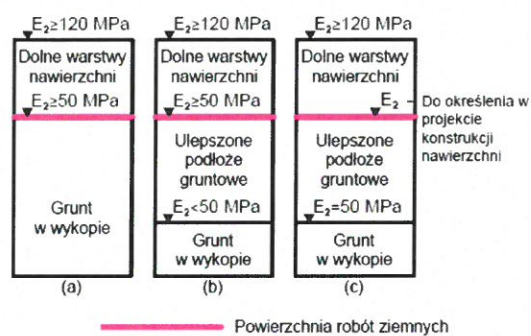 E₂≥120 MPa
Dolne warstwy
nawierzchni
E₂≥50 MPa
Grunt
w wykopie
(a)
E₂≥120 MPa
Dolne warstwy
nawierzchni
E₂≥50 MPa
Ulepszone
podłoże
gruntowe
E₂<50 MPa
Grunt
w wykopie
(b)
E₂≥120 MPa
Dolne warstwy
nawierzchni
E₂
Do określenia w
projekcie
konstrukcji
nawierzchni
Ulepszone
podłoże
gruntowe
E₂=50 MPa
Grunt
w wykopie
(c)
Powierzchnia robót ziemnych